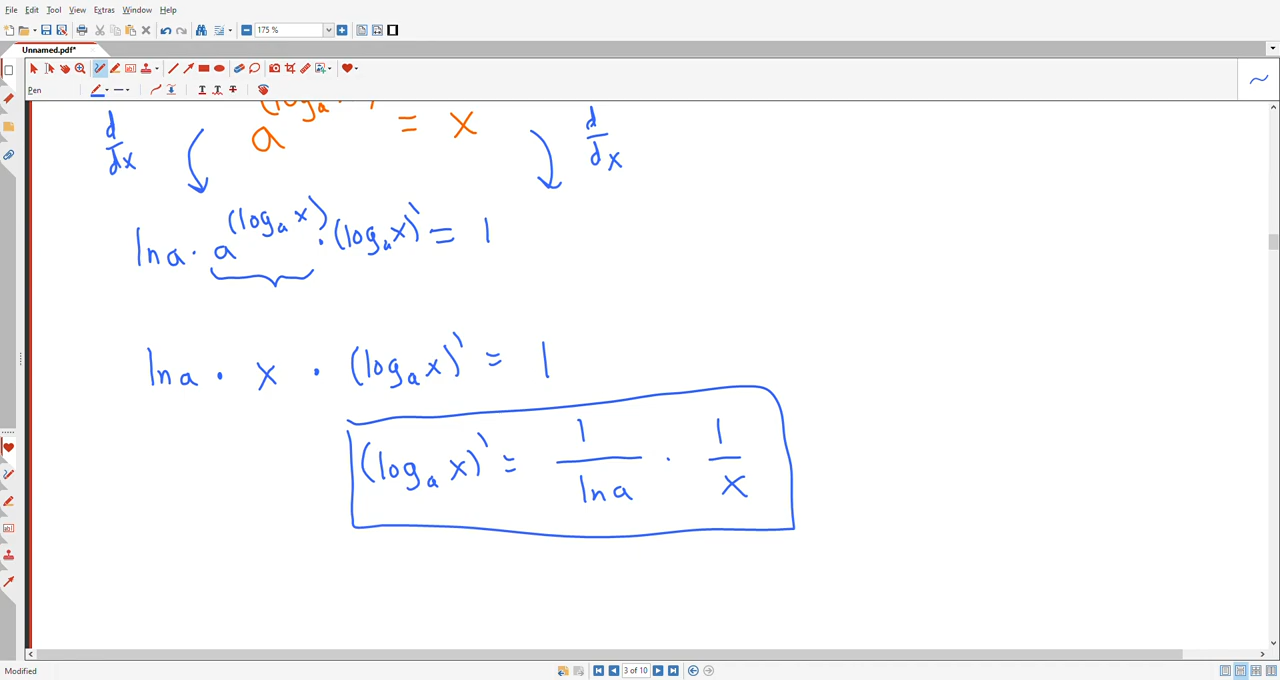 File Edit Tool View Extras Window Help
175 %
Unnamed.pdf*
Pen
d/dx a^(log_a x) = x d/dx
ln a · a^(log_a x) · (log_a x)' = 1
ln a · x · (log_a x)' = 1
(log_a x)' = 1/ln a · 1/x
Modified
3 of 10